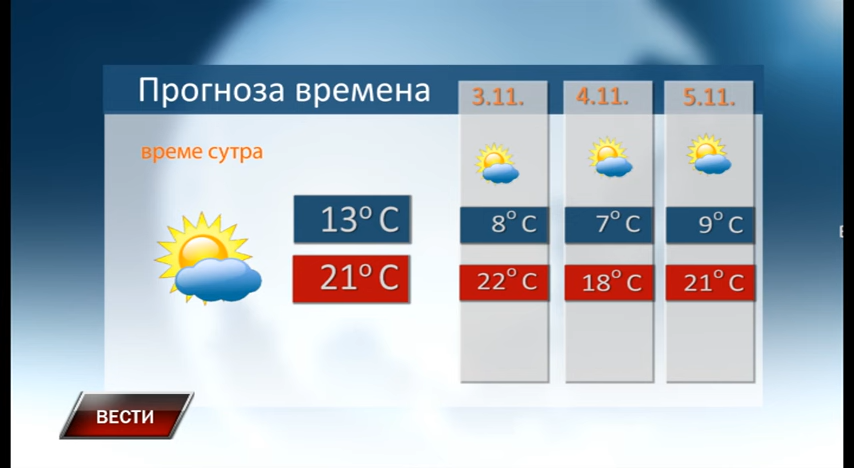 Прогноза времена
време сутра
13° C
21° C
3.11.
8° C
22° C
4.11.
7° C
18° C
5.11.
9° C
21° C
ВЕСТИ